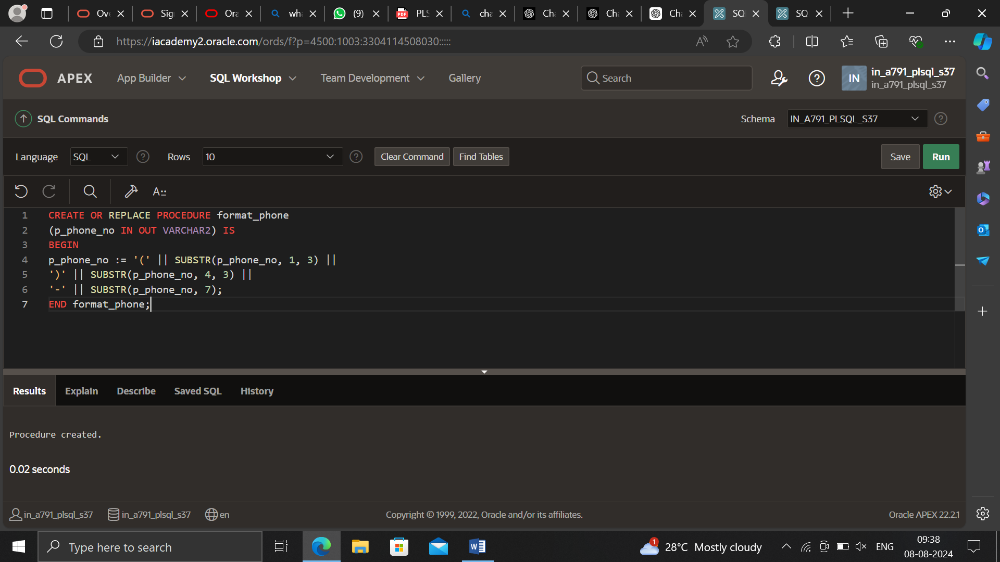 Ove
Sig
Ora
wh
(9)
PDF
PLS
cha
Cha
Cha
Cha
SQ
SQ
https://iacademy2.oracle.com/ords/f?p=4500:1003:3304114508030:::::
APEX
App Builder
SQL Workshop
Team Development
Gallery
Search
IN
in_a791_plsql_s37
in_a791_plsql_s37
SQL Commands
Schema
IN_A791_PLSQL_S37
Language
SQL
Rows
10
Clear Command
Find Tables
Save
Run
A
1 CREATE OR REPLACE PROCEDURE format_phone
2 (p_phone_no IN OUT VARCHAR2) IS
3 BEGIN
4 p_phone_no := '(' || SUBSTR(p_phone_no, 1, 3) ||
5 ')' || SUBSTR(p_phone_no, 4, 3) ||
6 '-' || SUBSTR(p_phone_no, 7);
7 END format_phone;
Results
Explain
Describe
Saved SQL
History
Procedure created.
0.02 seconds
in_a791_plsql_s37
in_a791_plsql_s37
en
Copyright © 1999, 2022, Oracle and/or its affiliates.
Oracle APEX 22.2.1
Type here to search
1
28°C Mostly cloudy
ENG
09:38
08-08-2024